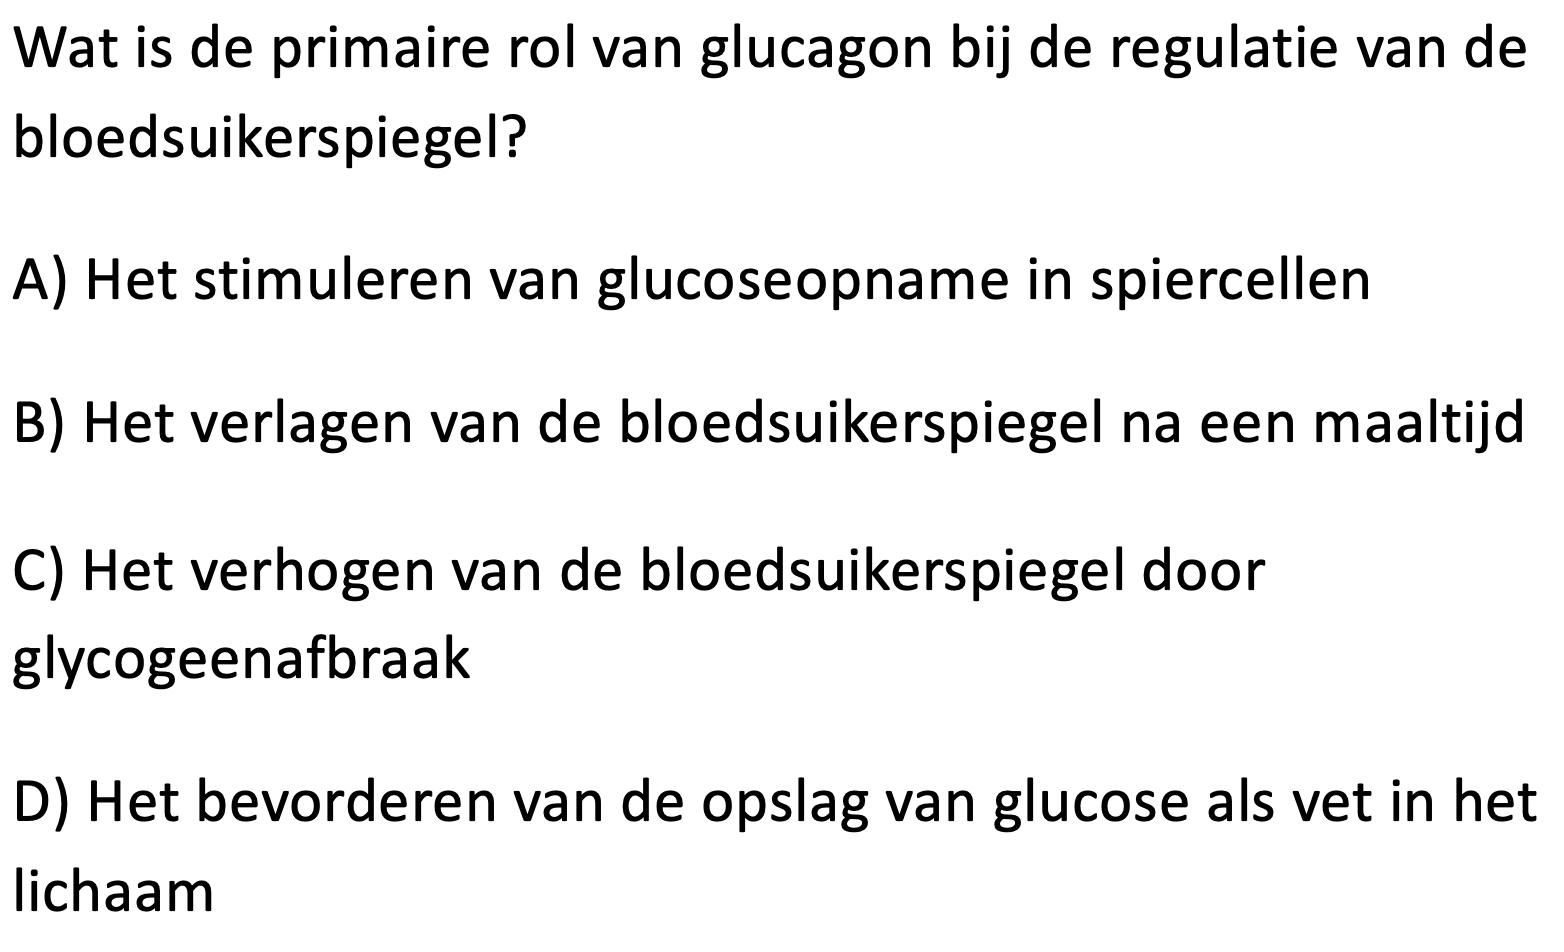 Wat is de primaire rol van glucagon bij de regulatie van de
bloedsuikerspiegel?
A) Het stimuleren van glucoseopname in spiercellen
B) Het verlagen van de bloedsuikerspiegel na een maaltijd
C) Het verhogen van de bloedsuikerspiegel door
glycogeenafbraak
D) Het bevorderen van de opslag van glucose als vet in het
lichaam